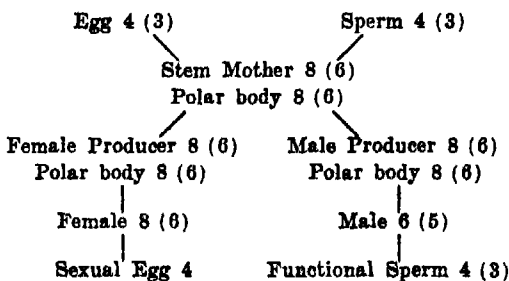 Egg 4 (3) Sperm 4 (3)
Stem Mother 8 (6)
Polar body 8 (6)
Female Producer 8 (6) Male Producer 8 (6)
Polar body 8 (6) Polar body 8 (6)
Female 8 (6) Male 6 (5)
Sexual Egg 4 Functional Sperm 4 (3)